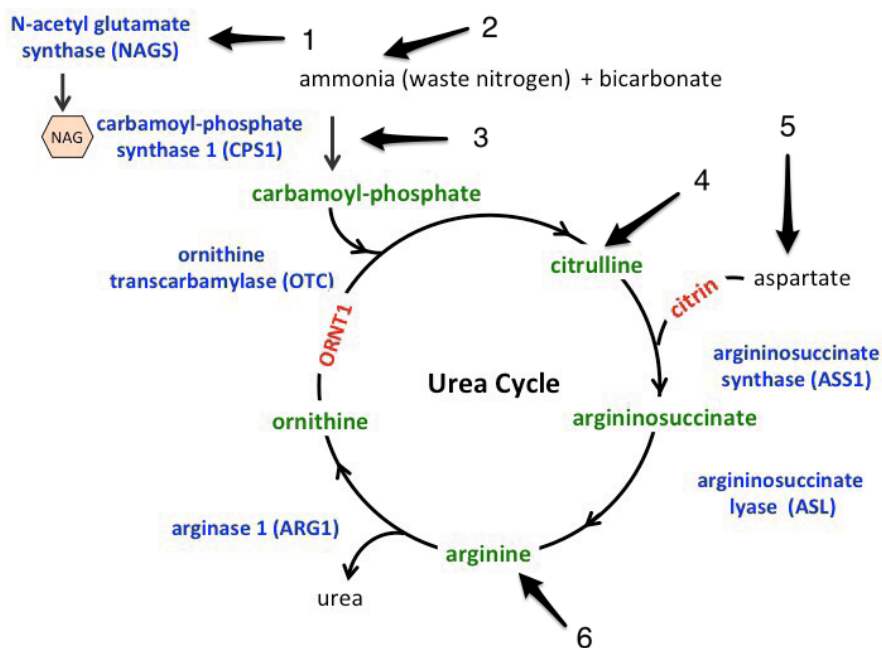 N-acetyl glutamate
synthase (NAGS)
1
2
ammonia (waste nitrogen) + bicarbonate
NAG
carbamoyl-phosphate
synthase 1 (CPS1)
3
5
carbamoyl-phosphate
4
ornithine
transcarbamylase (OTC)
citrulline
aspartate
citrin
ORNT1
argininosuccinate
synthase (ASS1)
Urea Cycle
ornithine
argininosuccinate
argininosuccinate
lyase (ASL)
arginase 1 (ARG1)
arginine
urea
6